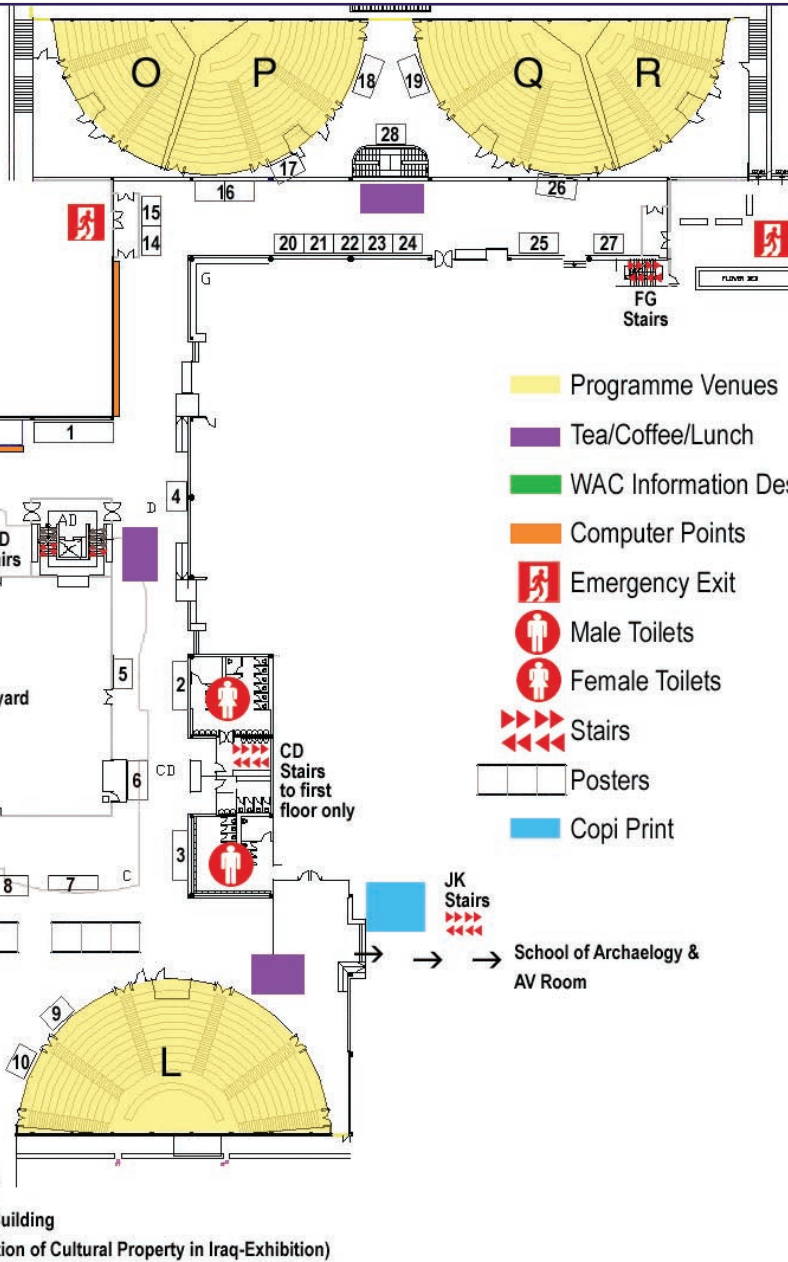 O
P
Q
R
18
19
28
17
16
26
15
14
20
21
22
23
24
25
27
G
FLOWER BED
FG
Stairs
Programme Venues
1
Tea/Coffee/Lunch
4
D
WAC Information Des
AD
D
airs
Computer Points
Emergency Exit
Male Toilets
5
2
Female Toilets
yard
Stairs
CD
Stairs
to first
floor only
6
CD
Posters
Copi Print
3
8
7
C
JK
Stairs
School of Archaelogy &
AV Room
9
10
L
uilding
tion of Cultural Property in Iraq-Exhibition)